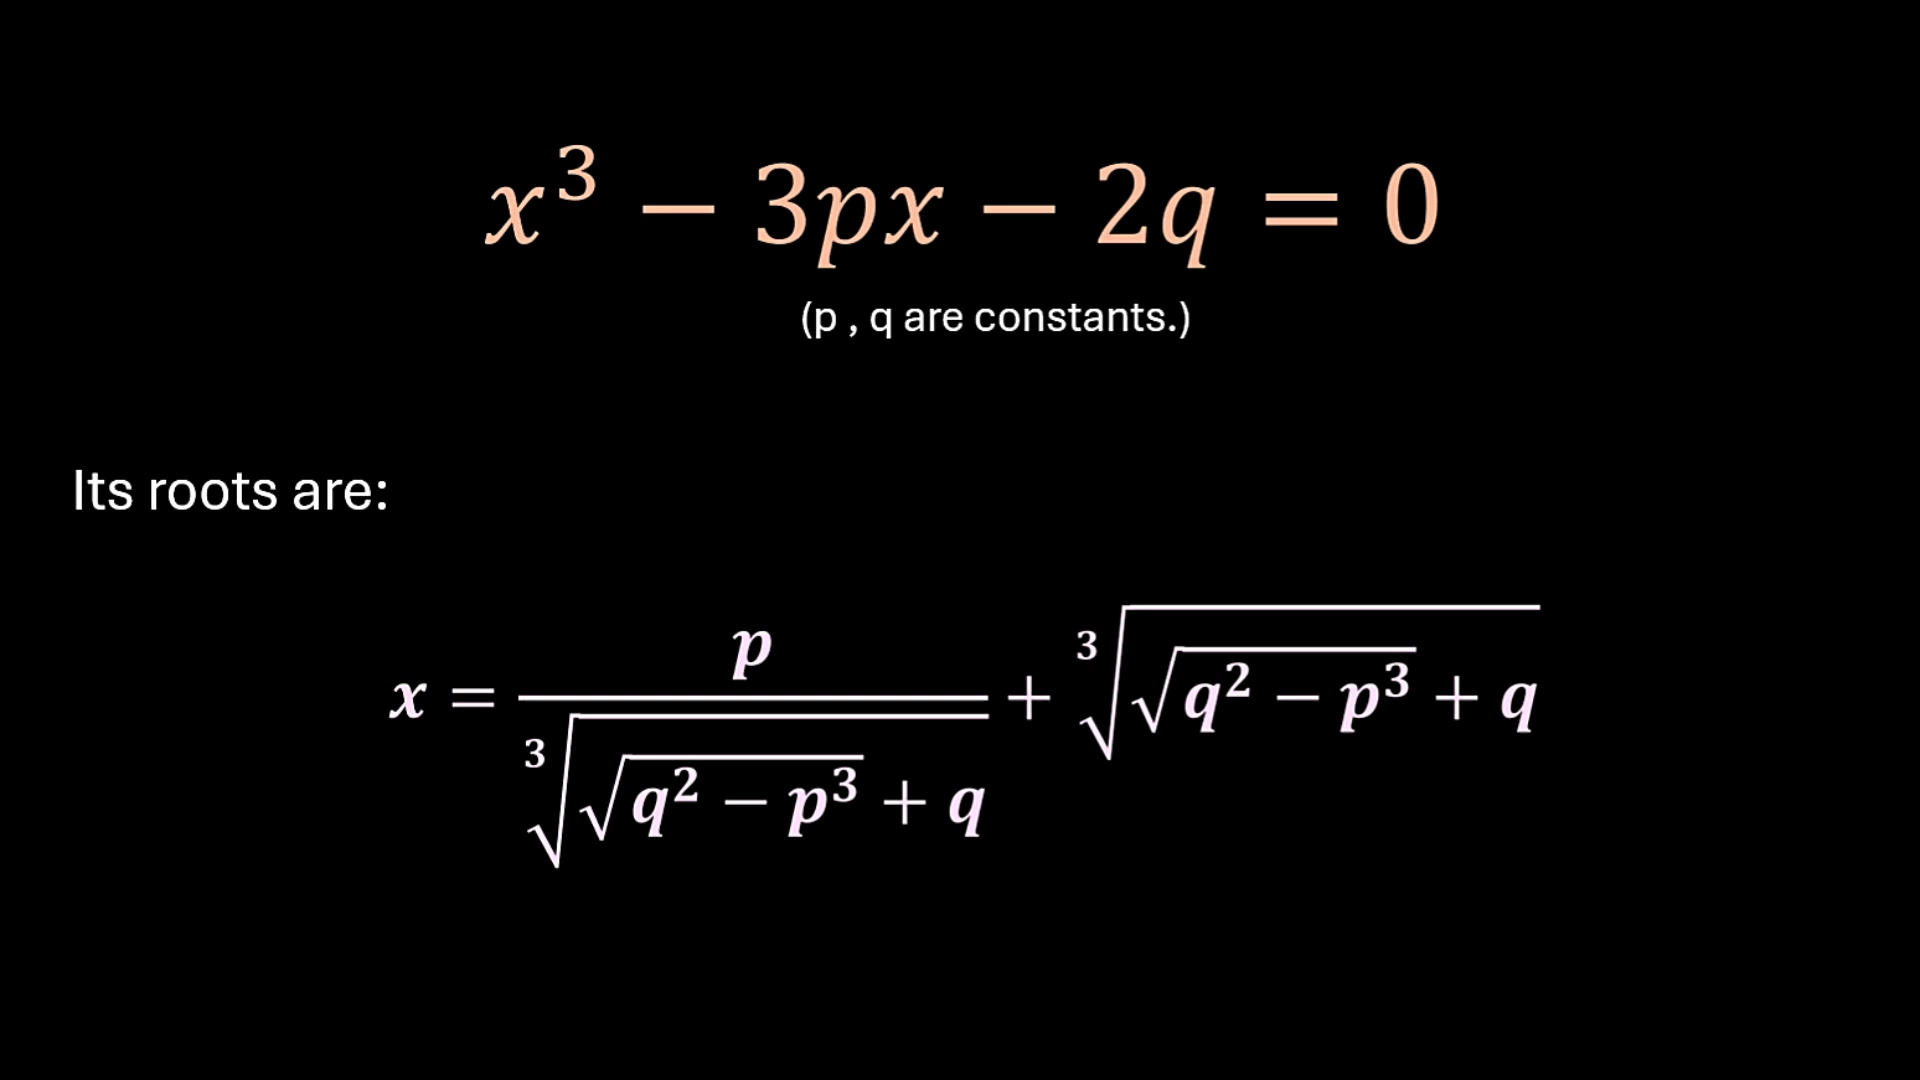 x³ − 3px − 2q = 0
(p , q are constants.)
Its roots are:
x = p / ∛(√(q² − p³) + q) + ∛(√(q² − p³) + q)